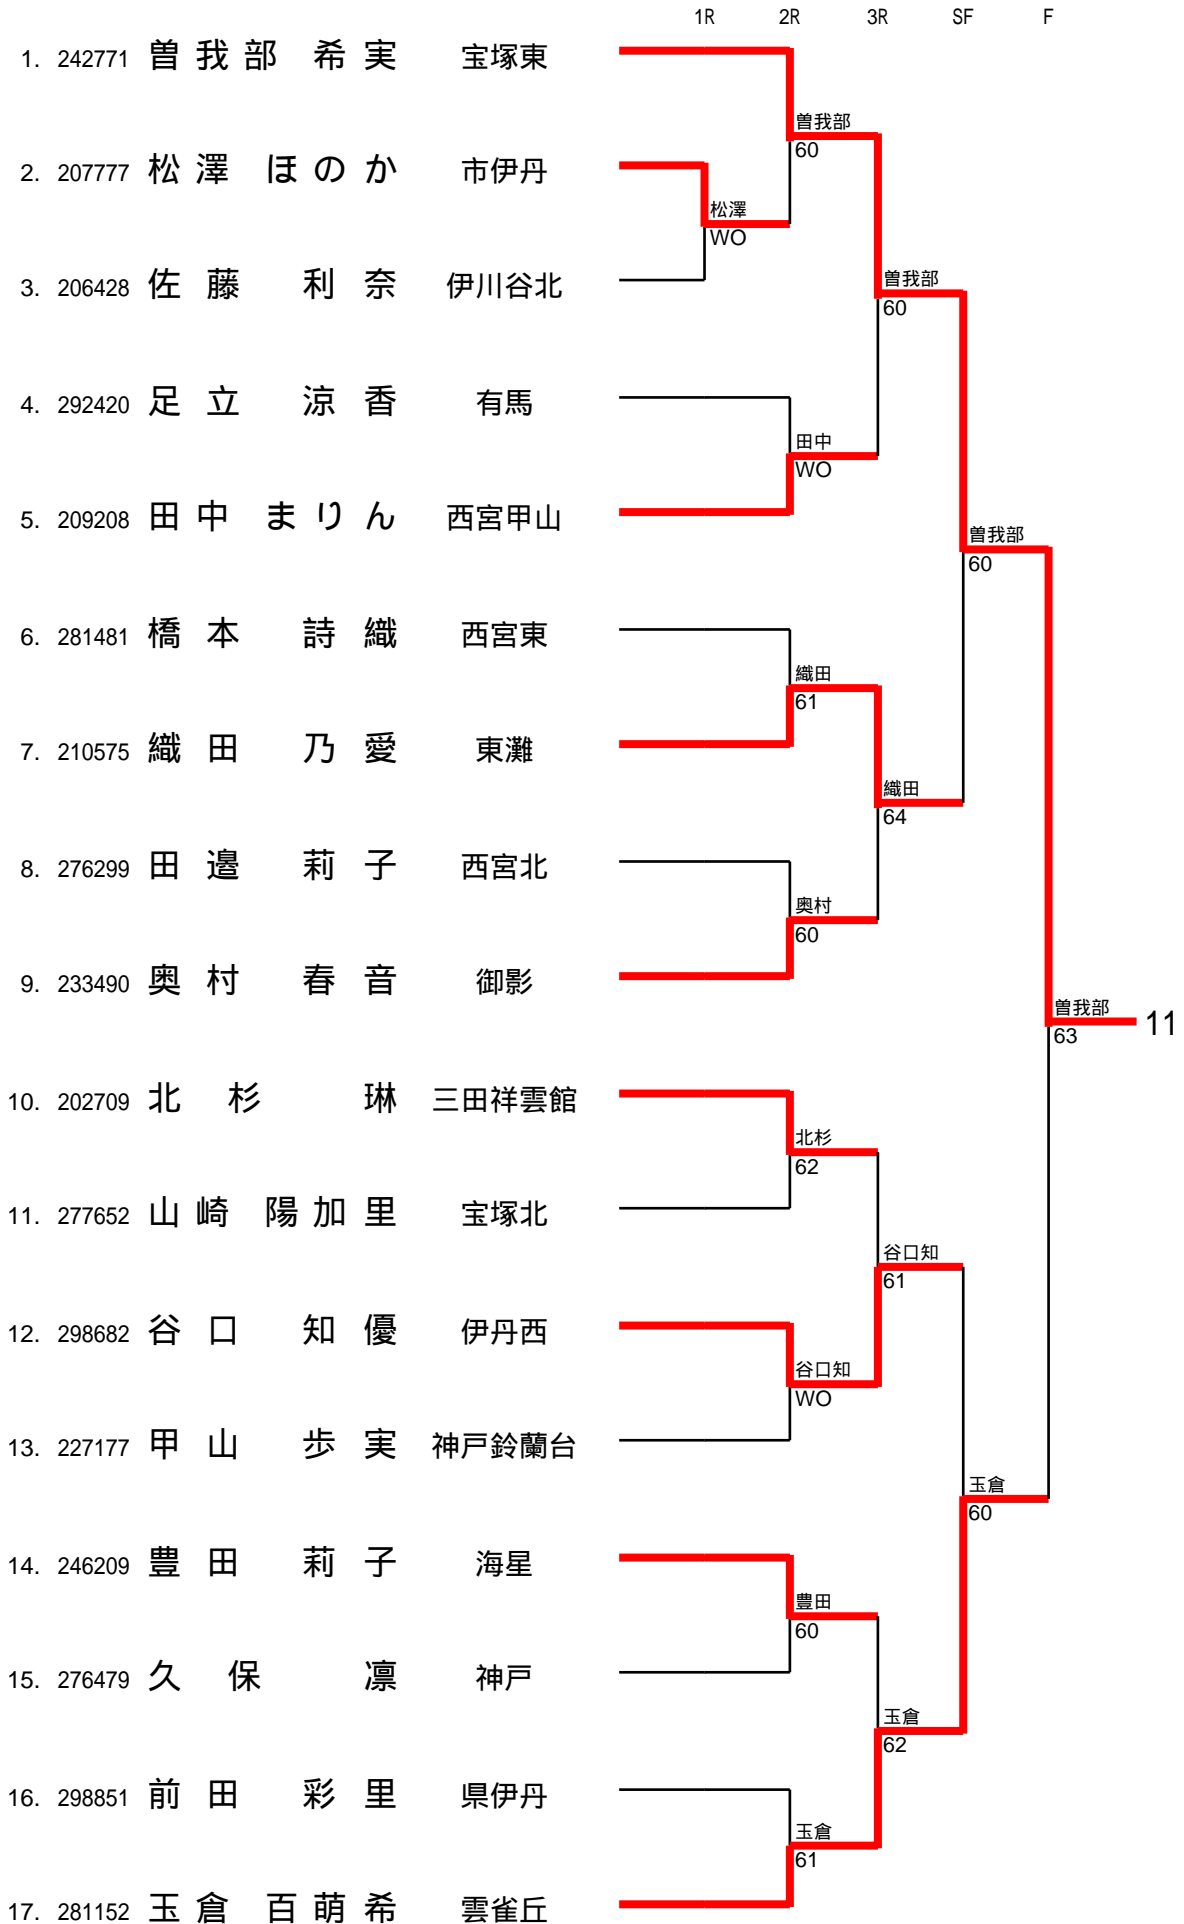 1R 2R 3R SF F
1. 242771 曽我部 希実 宝塚東
曽我部
60
2. 207777 松澤 ほのか 市伊丹
松澤
WO
3. 206428 佐藤 利奈 伊川谷北
曽我部
60
4. 292420 足立 涼香 有馬
田中
WO
5. 209208 田中 まりん 西宮甲山
曽我部
60
6. 281481 橋本 詩織 西宮東
織田
61
7. 210575 織田 乃愛 東灘
織田
64
8. 276299 田邉 莉子 西宮北
奥村
60
9. 233490 奥村 春音 御影
曽我部 11
63
10. 202709 北杉 琳 三田祥雲館
北杉
62
11. 277652 山崎 陽加里 宝塚北
谷口知
61
12. 298682 谷口 知優 伊丹西
谷口知
WO
13. 227177 甲山 歩実 神戸鈴蘭台
玉倉
60
14. 246209 豊田 莉子 海星
豊田
60
15. 276479 久保 凛 神戸
玉倉
62
16. 298851 前田 彩里 県伊丹
玉倉
61
17. 281152 玉倉 百萌希 雲雀丘